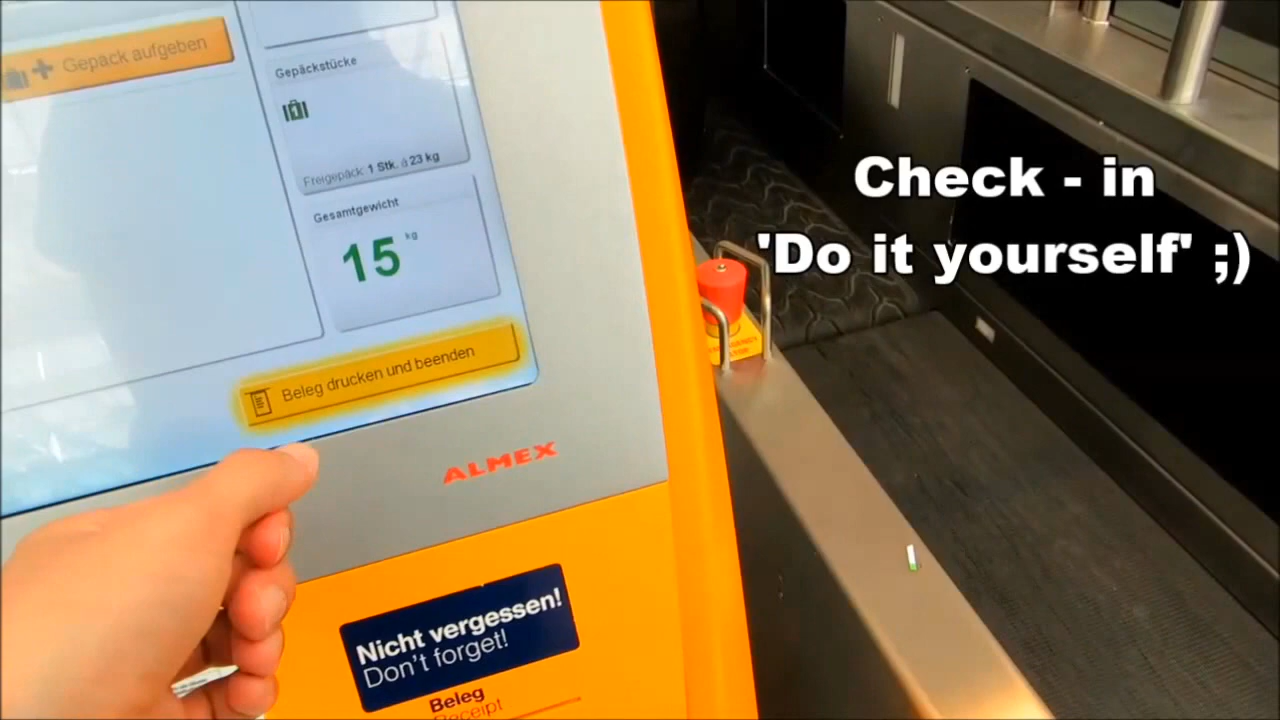 Gepäck aufgeben
Gepäckstücke
Freigepäck: 1 Stk. à 23 kg
Gesamtgewicht
15 kg
Beleg drucken und beenden
ALMEX
Nicht vergessen!
Don't forget!
Beleg
Receipt
Check - in
'Do it yourself' ;)